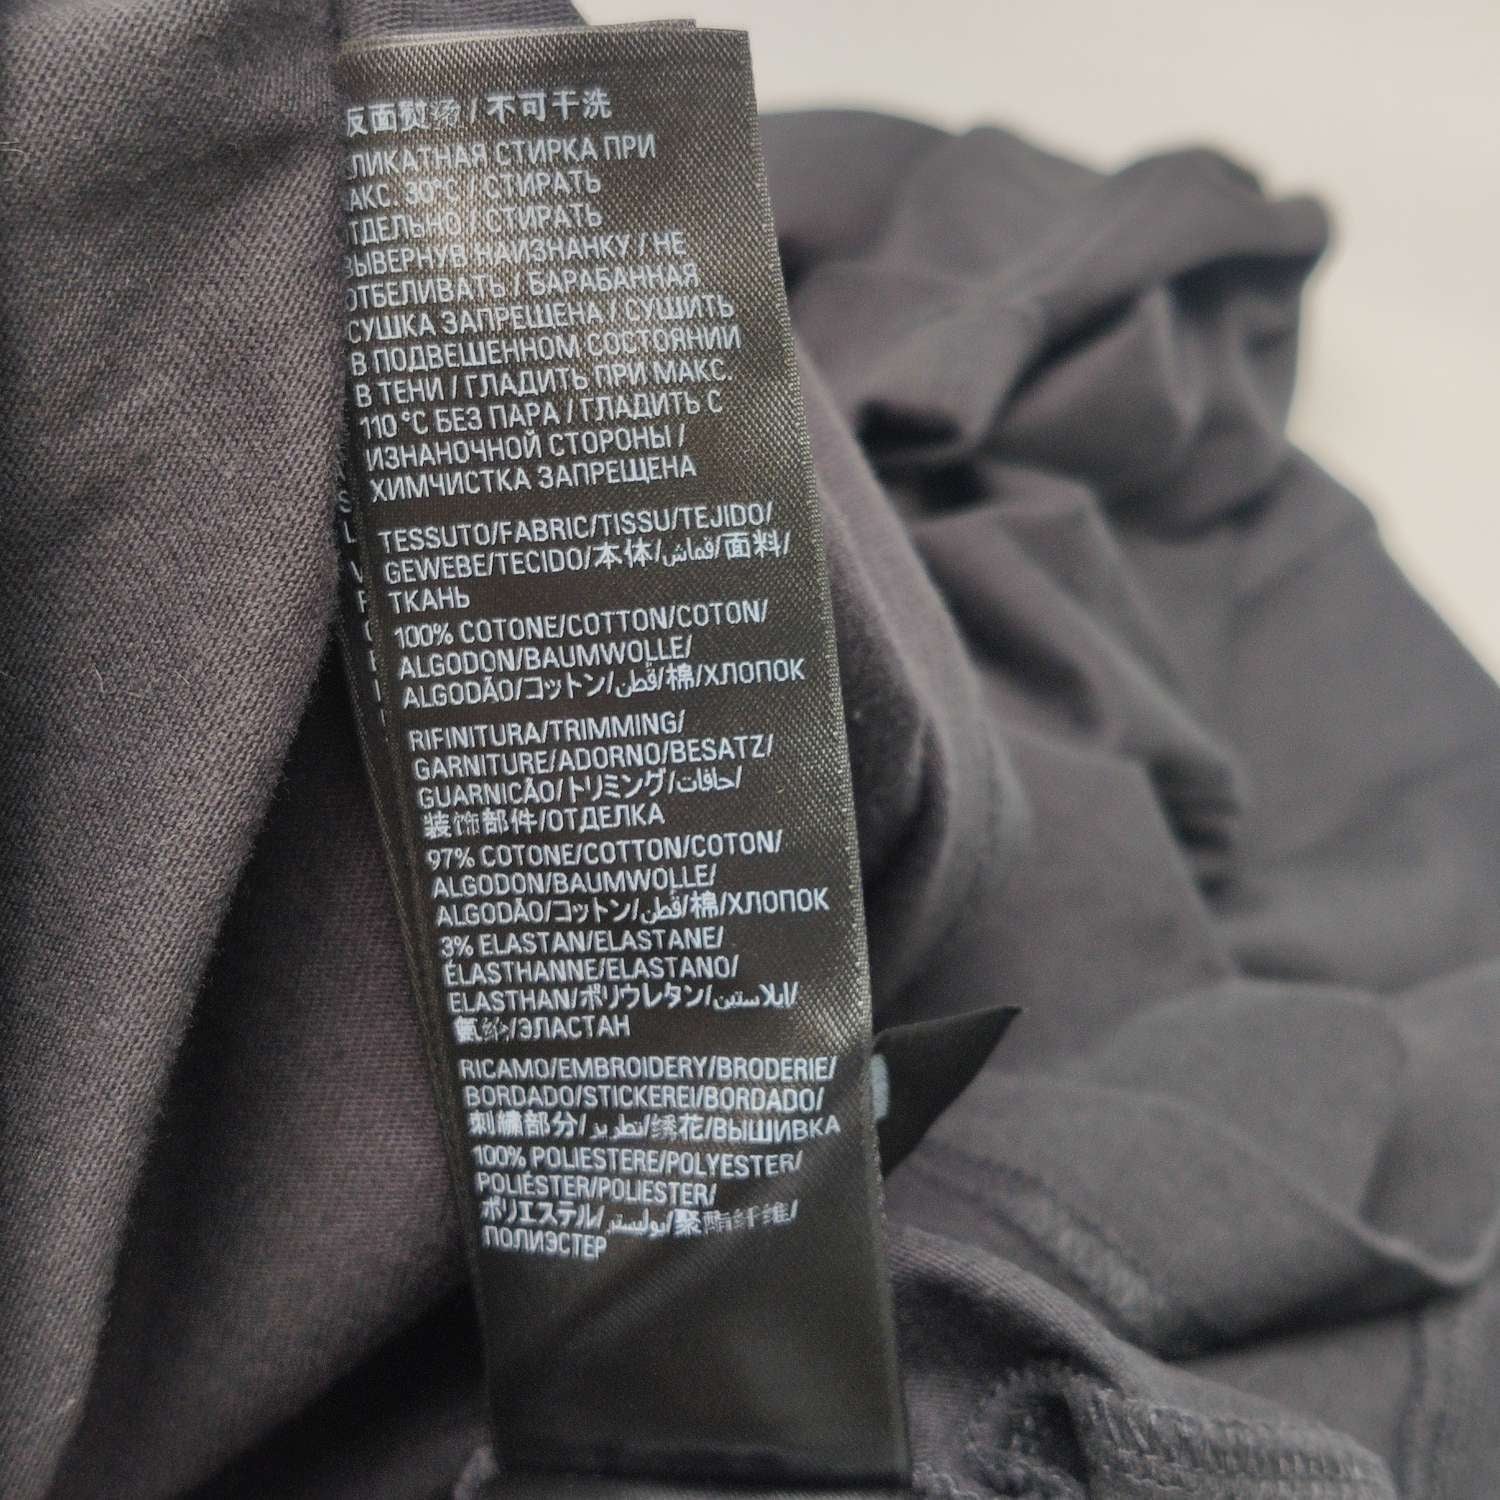 反面熨烫 / 不可干洗
ЛИКАТНАЯ СТИРКА ПРИ
АКС. 30°C / СТИРАТЬ
ТДЕЛЬНО / СТИРАТЬ
ВЫВЕРНУВ НАИЗНАНКУ / НЕ
ОТБЕЛИВАТЬ / БАРАБАННАЯ
СУШКА ЗАПРЕЩЕНА / СУШИТЬ
В ПОДВЕШЕННОМ СОСТОЯНИИ
В ТЕНИ / ГЛАДИТЬ ПРИ МАКС.
110 °C БЕЗ ПАРА / ГЛАДИТЬ С
ИЗНАНОЧНОЙ СТОРОНЫ /
ХИМЧИСТКА ЗАПРЕЩЕНА
TESSUTO/FABRIC/TISSU/TEJIDO/
GEWEBE/TECIDO/本体/قماش/面料/
ТКАНЬ
100% COTONE/COTTON/COTON/
ALGODON/BAUMWOLLE/
ALGODÃO/コットン/قطن/棉/ХЛОПОК
RIFINITURA/TRIMMING/
GARNITURE/ADORNO/BESATZ/
GUARNICÃO/トリミング/حافات/
装饰部件/ОТДЕЛКА
97% COTONE/COTTON/COTON/
ALGODON/BAUMWOLLE/
ALGODÃO/コットン/قطن/棉/ХЛОПОК
3% ELASTAN/ELASTANE/
ÉLASTHANNE/ELASTANO/
ELASTHAN/ポリウレタン/ايلاستين/
氨纶/ЭЛАСТАН
RICAMO/EMBROIDERY/BRODERIE/
BORDADO/STICKEREI/BORDADO/
刺繍部分/تطريز/绣花/ВЫШИВКА
100% POLIESTERE/POLYESTER/
POLIÉSTER/POLIESTER/
ポリエステル/بوليستر/聚酯纤维/
ПОЛИЭСТЕР